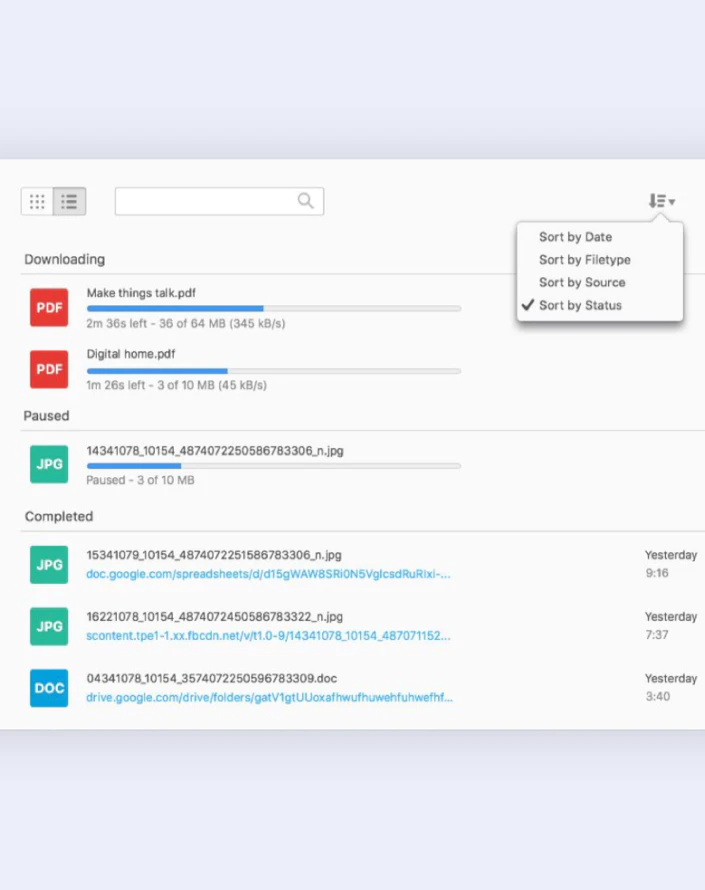 Sort by Date
Sort by Filetype
Sort by Source
Sort by Status
Downloading
PDF
Make things talk.pdf
2m 36s left - 36 of 64 MB (345 kB/s)
PDF
Digital home.pdf
1m 26s left - 3 of 10 MB (45 kB/s)
Paused
JPG
14341078_10154_4874072250586783306_n.jpg
Paused - 3 of 10 MB
Completed
JPG
15341079_10154_4874072251586783306_n.jpg
Yesterday
doc.google.com/spreadsheets/d/d15gWAW8SRi0N5VglcsdRuRlxi-...
9:16
JPG
16221078_10154_4874072450586783322_n.jpg
Yesterday
scontent.tpe1-1.xx.fbcdn.net/v/t1.0-9/14341078_10154_487071152...
7:37
DOC
04341078_10154_3574072250596783309.doc
Yesterday
drive.google.com/drive/folders/gatV1gtUUoxafhwufhuwehfuhwefhf...
3:40